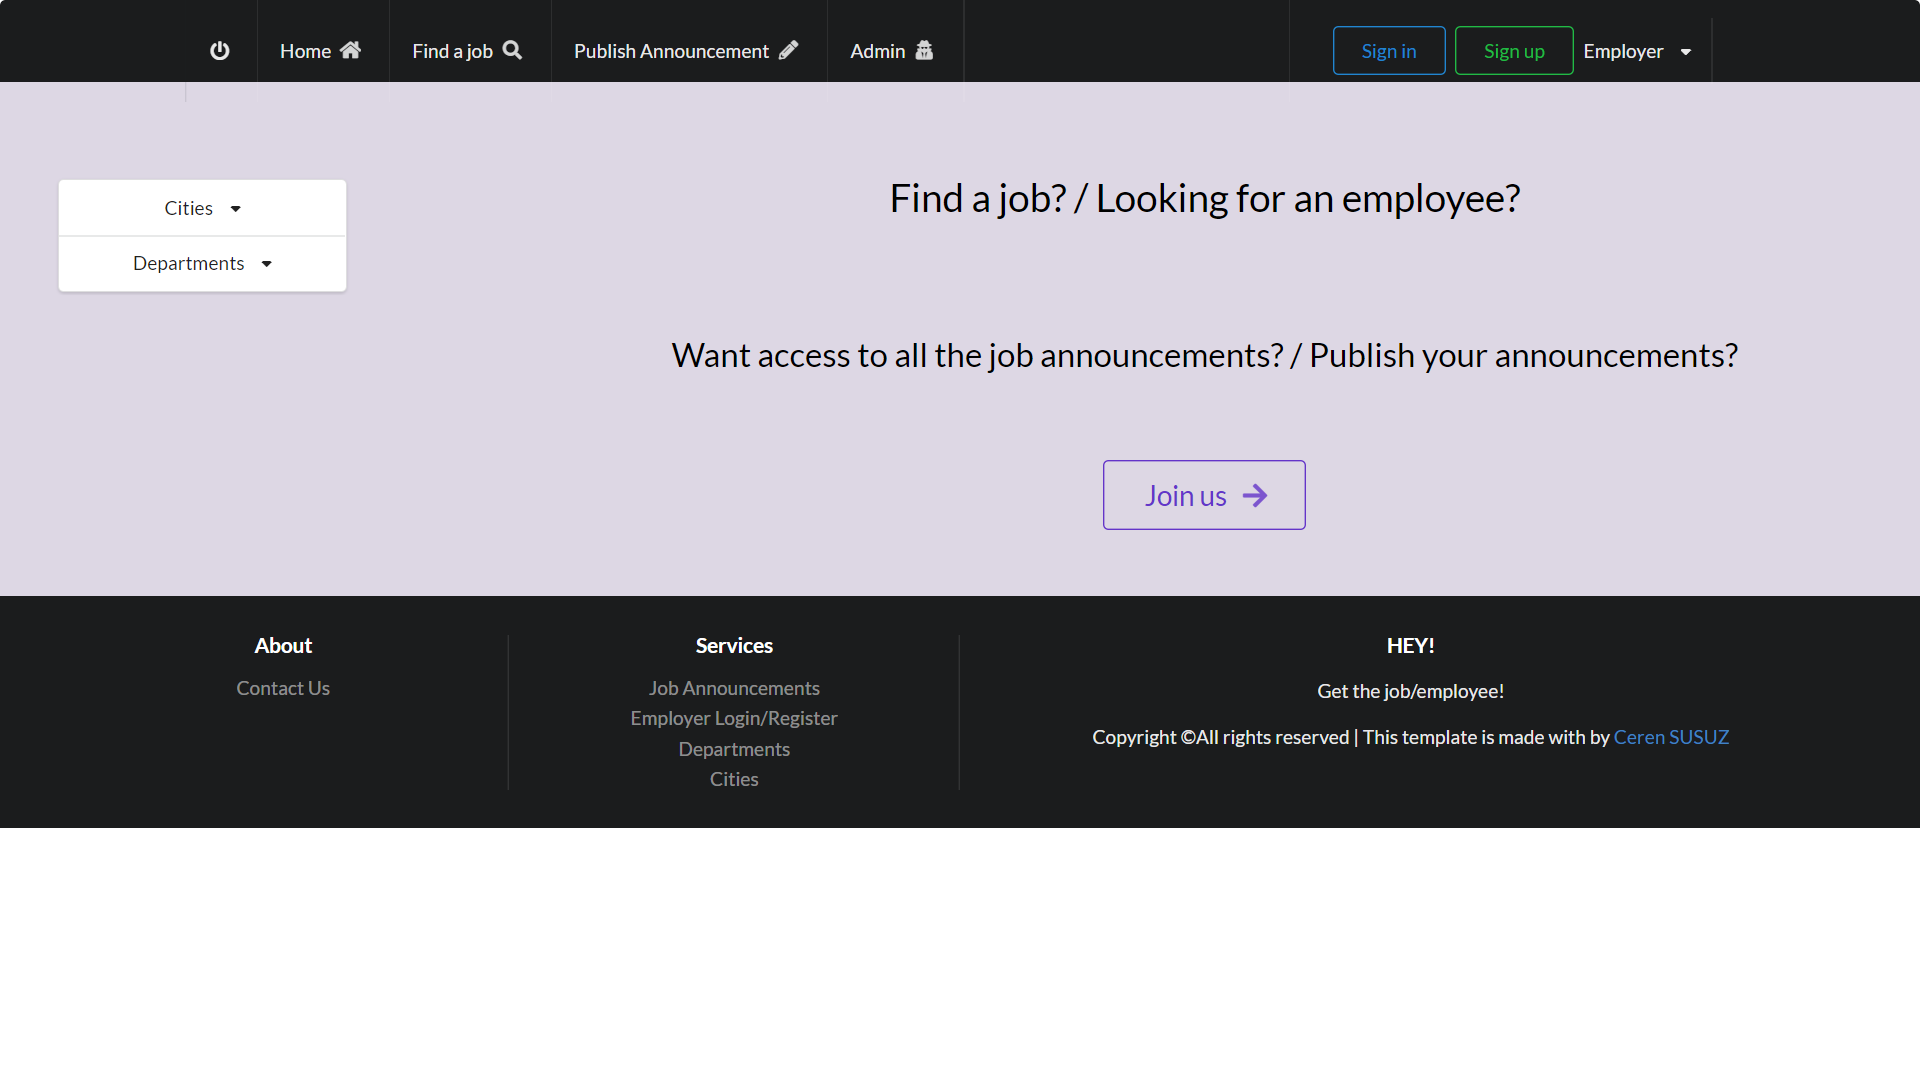 Home
Find a job
Publish Announcement
Admin
Sign in
Sign up
Employer
Cities
Departments
Find a job? / Looking for an employee?
Want access to all the job announcements? / Publish your announcements?
Join us
About
Contact Us
Services
Job Announcements
Employer Login/Register
Departments
Cities
HEY!
Get the job/employee!
Copyright ©All rights reserved | This template is made with by Ceren SUSUZ